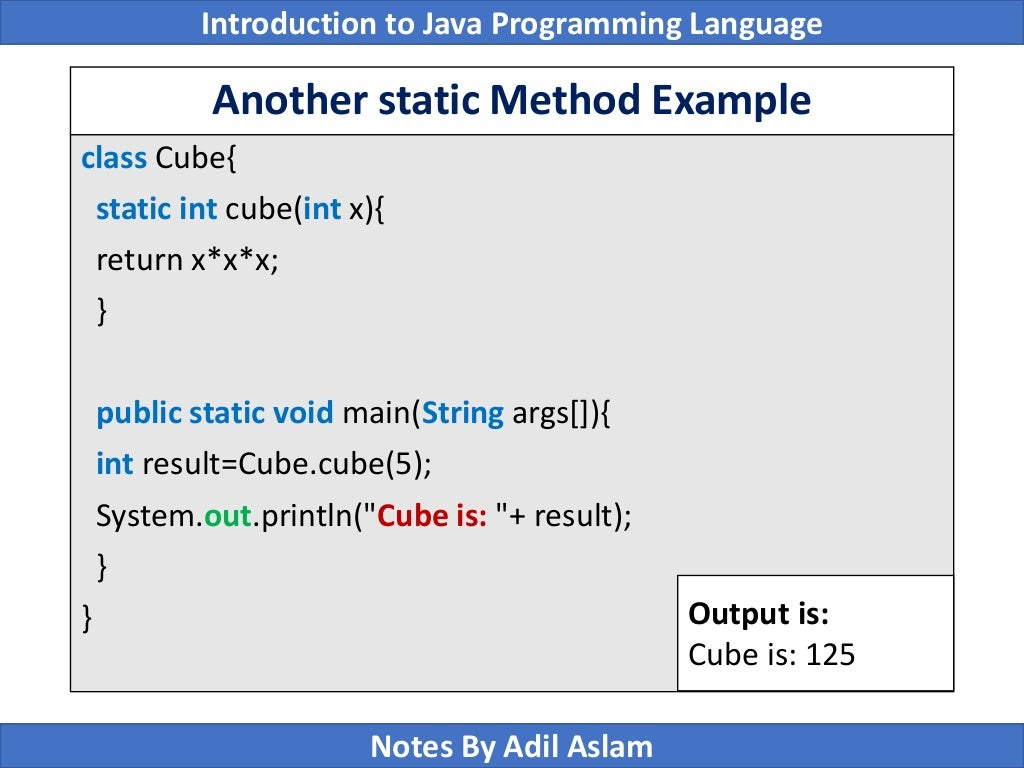 Introduction to Java Programming Language
Another static Method Example
class Cube{
static int cube(int x){
return x*x*x;
}
public static void main(String args[]){
int result=Cube.cube(5);
System.out.println("Cube is: "+ result);
}
}
Output is:
Cube is: 125
Notes By Adil Aslam